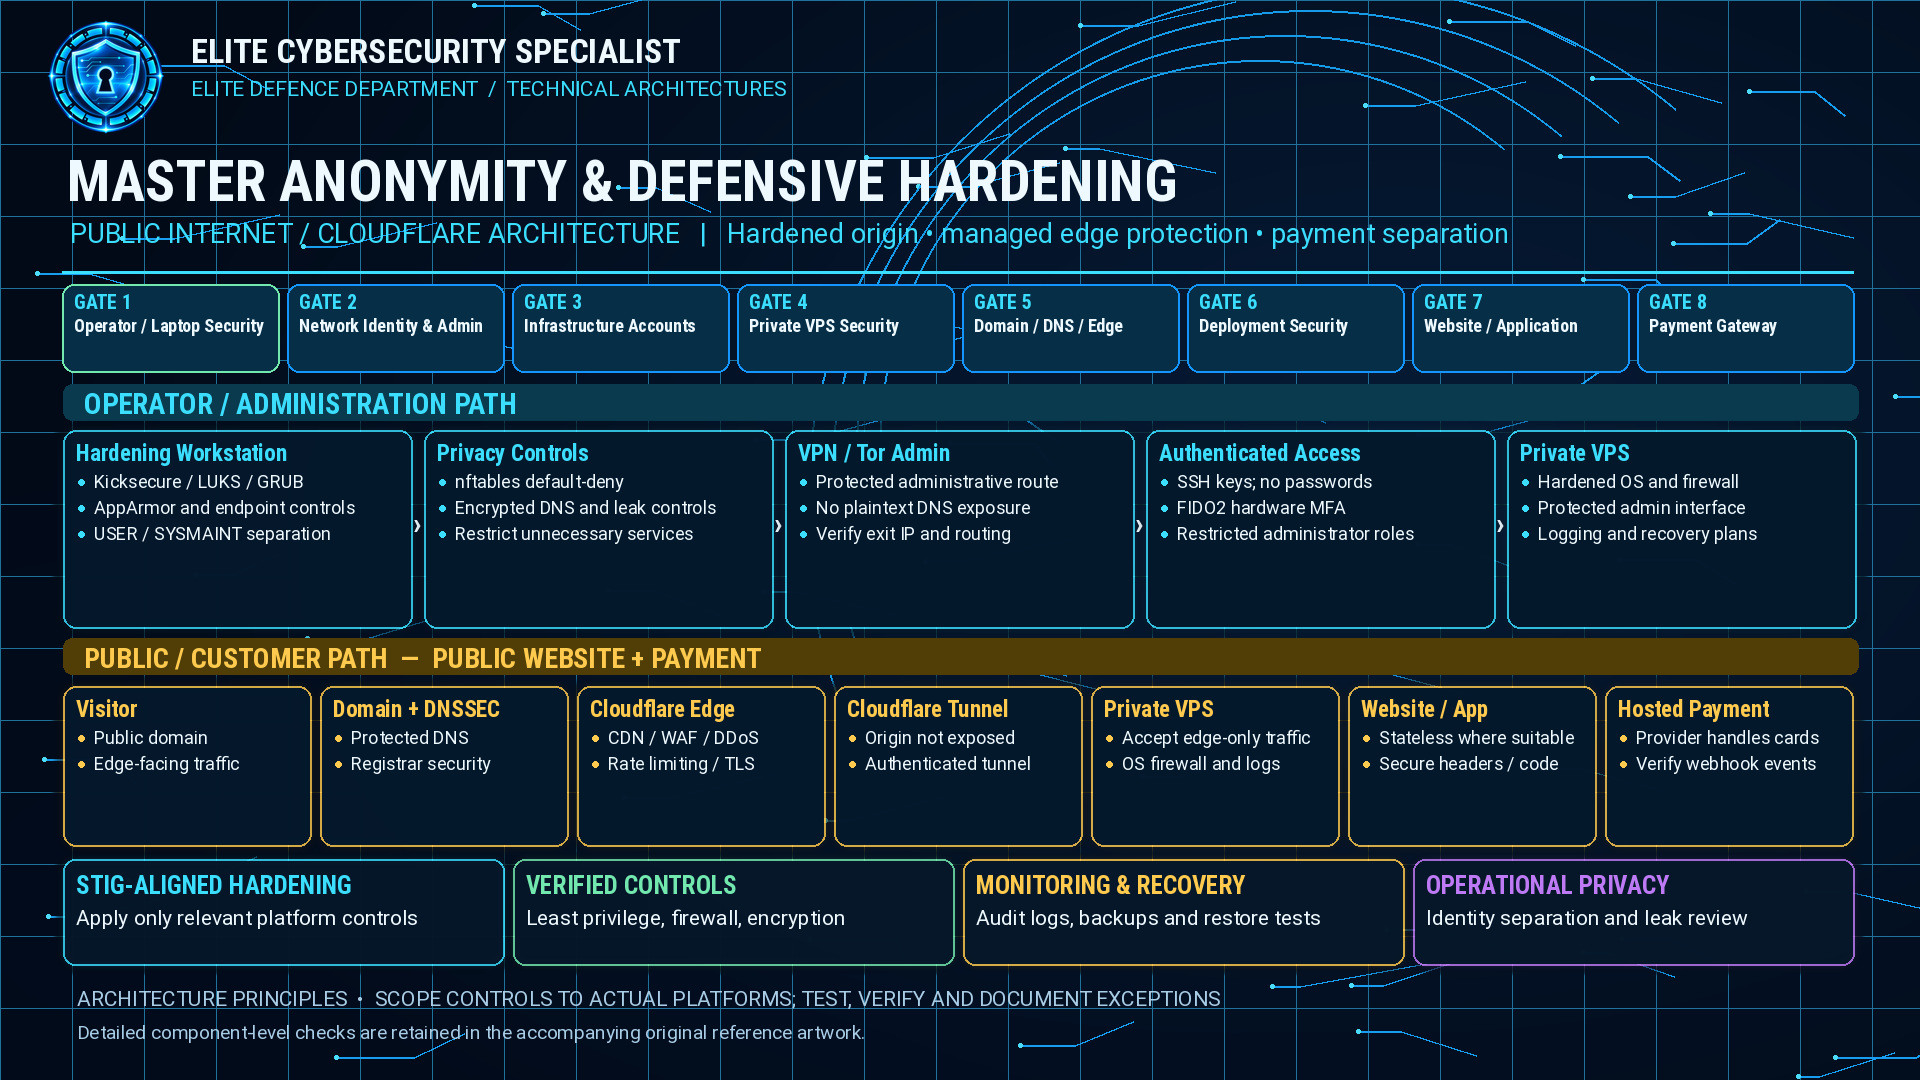 ELITE CYBERSECURITY SPECIALIST
ELITE DEFENCE DEPARTMENT / TECHNICAL ARCHITECTURES
MASTER ANONYMITY & DEFENSIVE HARDENING
PUBLIC INTERNET / CLOUDFLARE ARCHITECTURE | Hardened origin • managed edge protection • payment separation
GATE 1
Operator / Laptop Security
GATE 2
Network Identity & Admin
GATE 3
Infrastructure Accounts
GATE 4
Private VPS Security
GATE 5
Domain / DNS / Edge
GATE 6
Deployment Security
GATE 7
Website / Application
GATE 8
Payment Gateway
OPERATOR / ADMINISTRATION PATH
Hardening Workstation
• Kicksecure / LUKS / GRUB
• AppArmor and endpoint controls
• USER / SYSMAINT separation
›
Privacy Controls
• nftables default-deny
• Encrypted DNS and leak controls
• Restrict unnecessary services
›
VPN / Tor Admin
• Protected administrative route
• No plaintext DNS exposure
• Verify exit IP and routing
›
Authenticated Access
• SSH keys; no passwords
• FIDO2 hardware MFA
• Restricted administrator roles
›
Private VPS
• Hardened OS and firewall
• Protected admin interface
• Logging and recovery plans
PUBLIC / CUSTOMER PATH — PUBLIC WEBSITE + PAYMENT
Visitor
• Public domain
• Edge-facing traffic
Domain + DNSSEC
• Protected DNS
• Registrar security
Cloudflare Edge
• CDN / WAF / DDoS
• Rate limiting / TLS
Cloudflare Tunnel
• Origin not exposed
• Authenticated tunnel
Private VPS
• Accept edge-only traffic
• OS firewall and logs
Website / App
• Stateless where suitable
• Secure headers / code
Hosted Payment
• Provider handles cards
• Verify webhook events
STIG-ALIGNED HARDENING
Apply only relevant platform controls
VERIFIED CONTROLS
Least privilege, firewall, encryption
MONITORING & RECOVERY
Audit logs, backups and restore tests
OPERATIONAL PRIVACY
Identity separation and leak review
ARCHITECTURE PRINCIPLES • SCOPE CONTROLS TO ACTUAL PLATFORMS; TEST, VERIFY AND DOCUMENT EXCEPTIONS
Detailed component-level checks are retained in the accompanying original reference artwork.